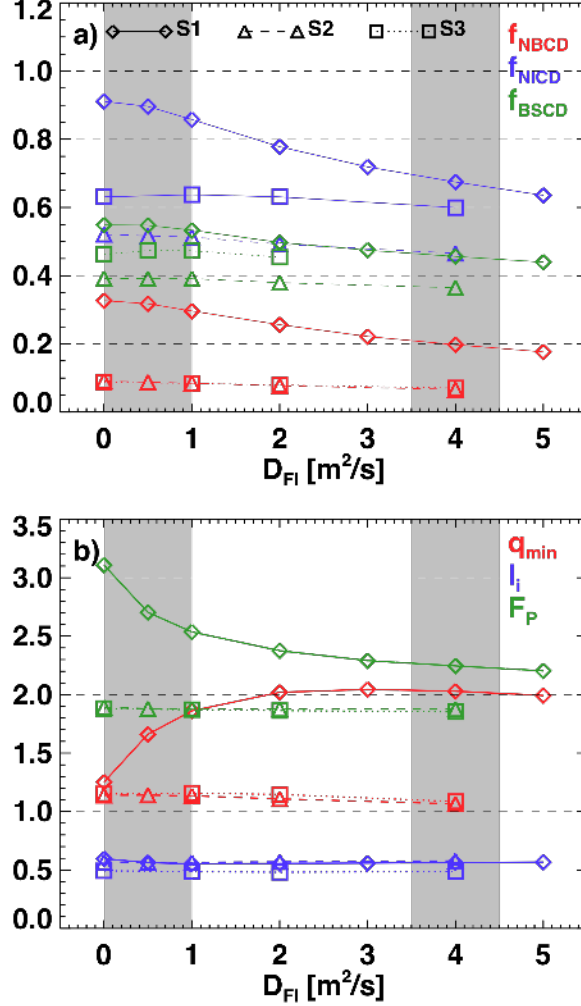 1.2
a) S1 S2 S3 f_NBCD
1.0 f_NICD
f_BSCD
0.8
0.6
0.4
0.2
0.0
0 1 2 3 4 5
D_FI [m²/s]
3.5
b) q_min
I_i
3.0 F_P
2.5
2.0
1.5
1.0
0.5
0.0
0 1 2 3 4 5
D_FI [m²/s]